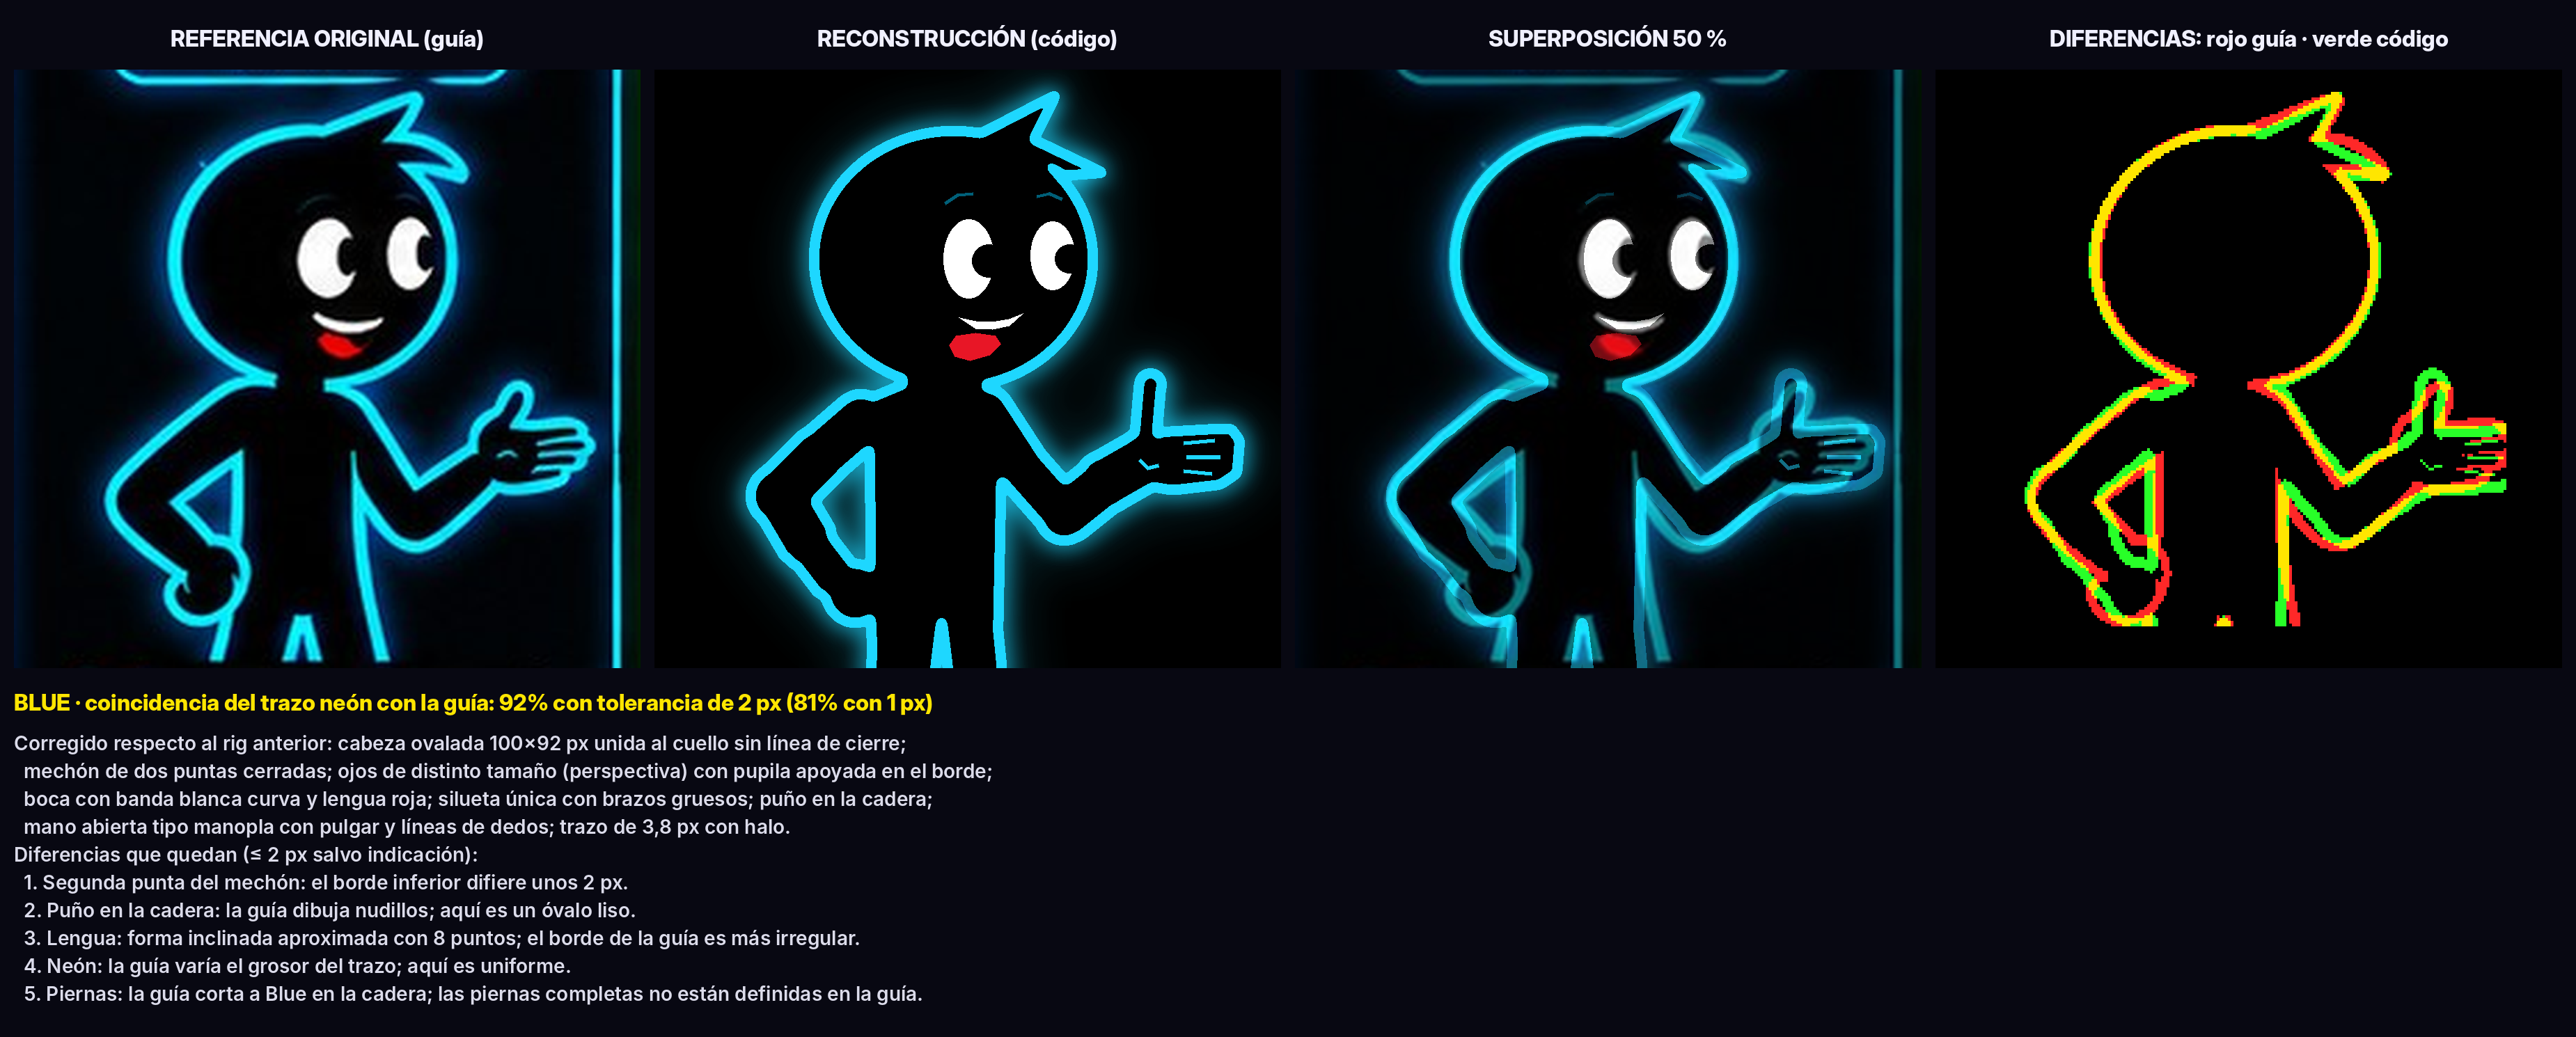 REFERENCIA ORIGINAL (guía)
RECONSTRUCCIÓN (código)
SUPERPOSICIÓN 50 %
DIFERENCIAS: rojo guía · verde código
BLUE · coincidencia del trazo neón con la guía: 92% con tolerancia de 2 px (81% con 1 px)
Corregido respecto al rig anterior: cabeza ovalada 100×92 px unida al cuello sin línea de cierre;
mechón de dos puntas cerradas; ojos de distinto tamaño (perspectiva) con pupila apoyada en el borde;
boca con banda blanca curva y lengua roja; silueta única con brazos gruesos; puño en la cadera;
mano abierta tipo manopla con pulgar y líneas de dedos; trazo de 3,8 px con halo.
Diferencias que quedan (≤ 2 px salvo indicación):
1. Segunda punta del mechón: el borde inferior difiere unos 2 px.
2. Puño en la cadera: la guía dibuja nudillos; aquí es un óvalo liso.
3. Lengua: forma inclinada aproximada con 8 puntos; el borde de la guía es más irregular.
4. Neón: la guía varía el grosor del trazo; aquí es uniforme.
5. Piernas: la guía corta a Blue en la cadera; las piernas completas no están definidas en la guía.